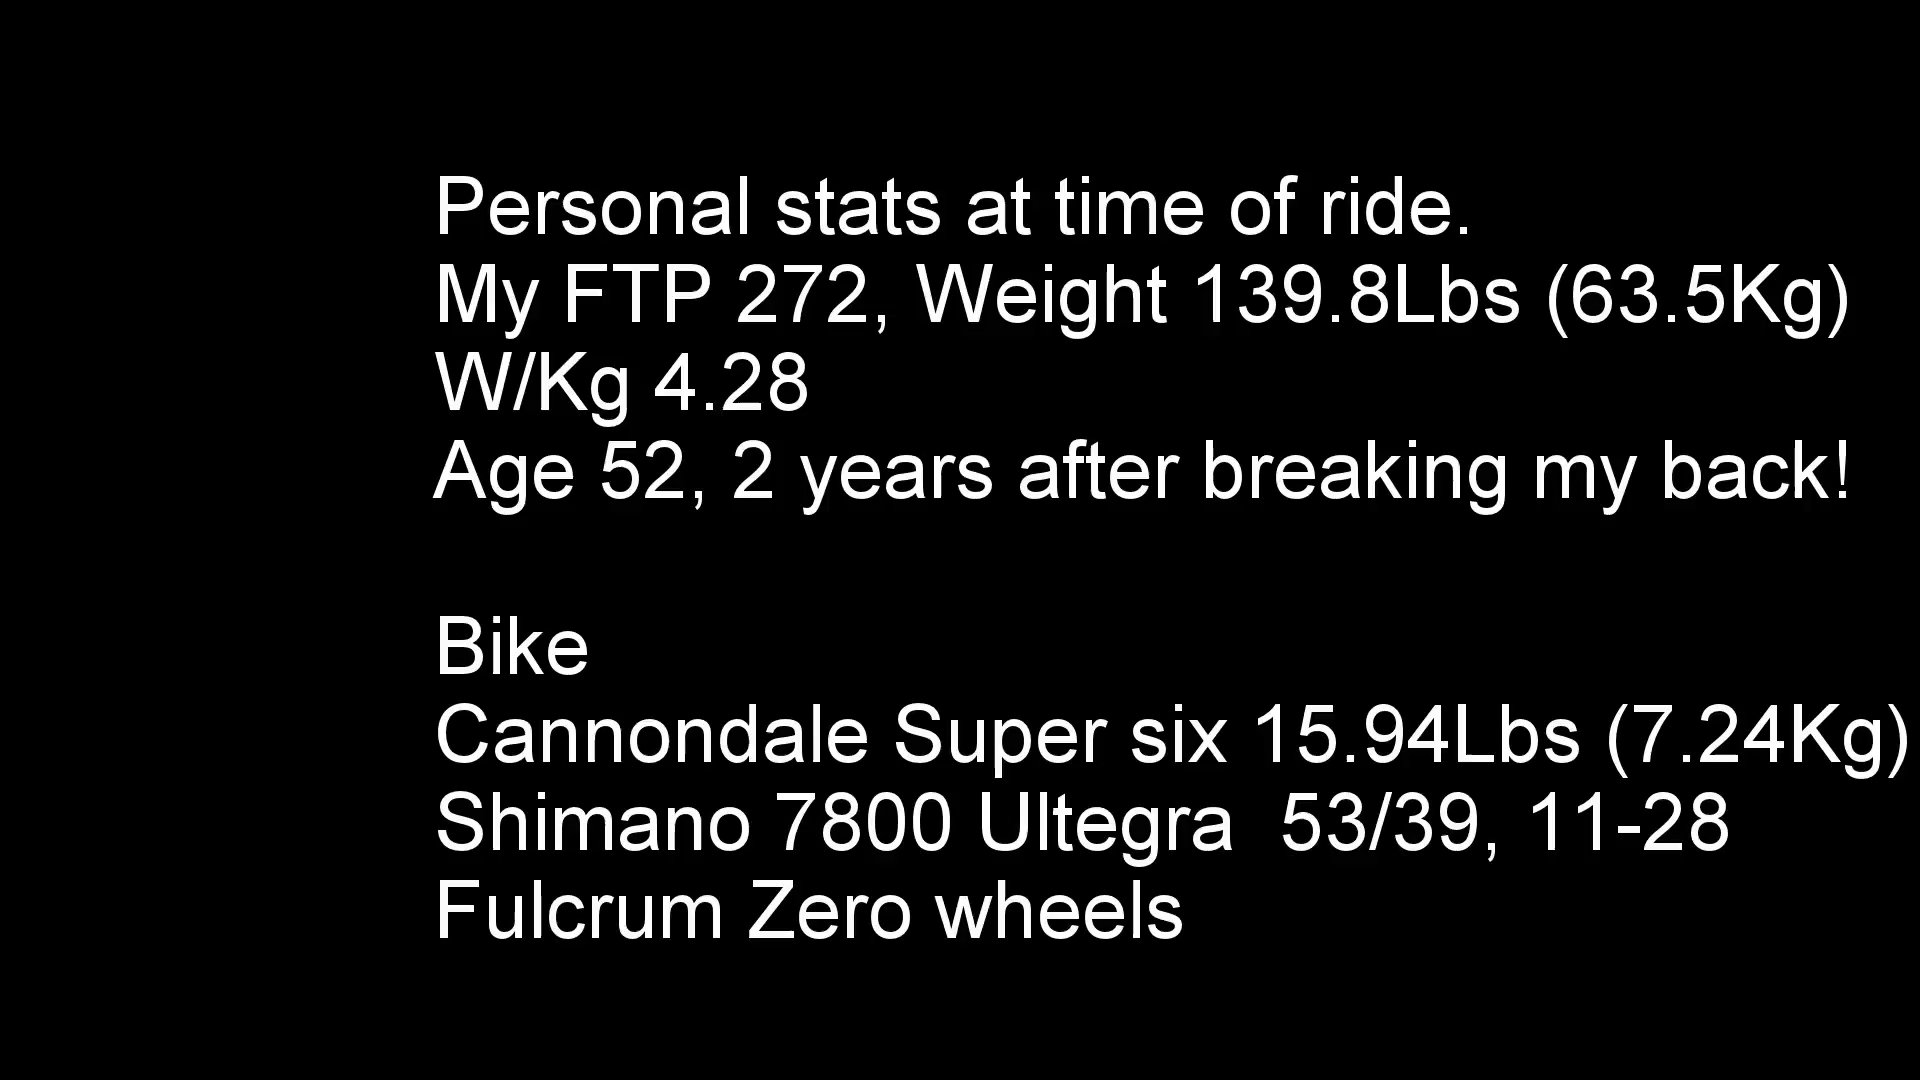 Personal stats at time of ride.
My FTP 272, Weight 139.8Lbs (63.5Kg)
W/Kg 4.28
Age 52, 2 years after breaking my back!
Bike
Cannondale Super six 15.94Lbs (7.24Kg)
Shimano 7800 Ultegra  53/39, 11-28
Fulcrum Zero wheels